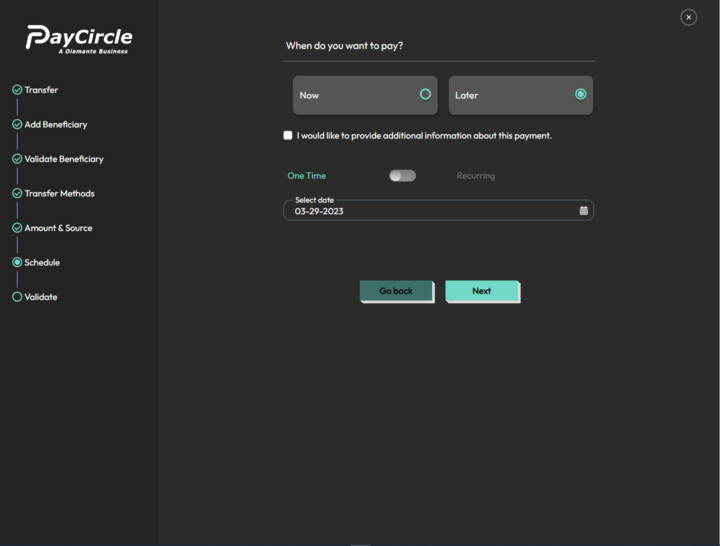 PayCircle
A Diamante Business
Transfer
Add Beneficiary
Validate Beneficiary
Transfer Methods
Amount & Source
Schedule
Validate
When do you want to pay?
Now
Later
I would like to provide additional information about this payment.
One Time
Recurring
Select date
03-29-2023
Go back
Next